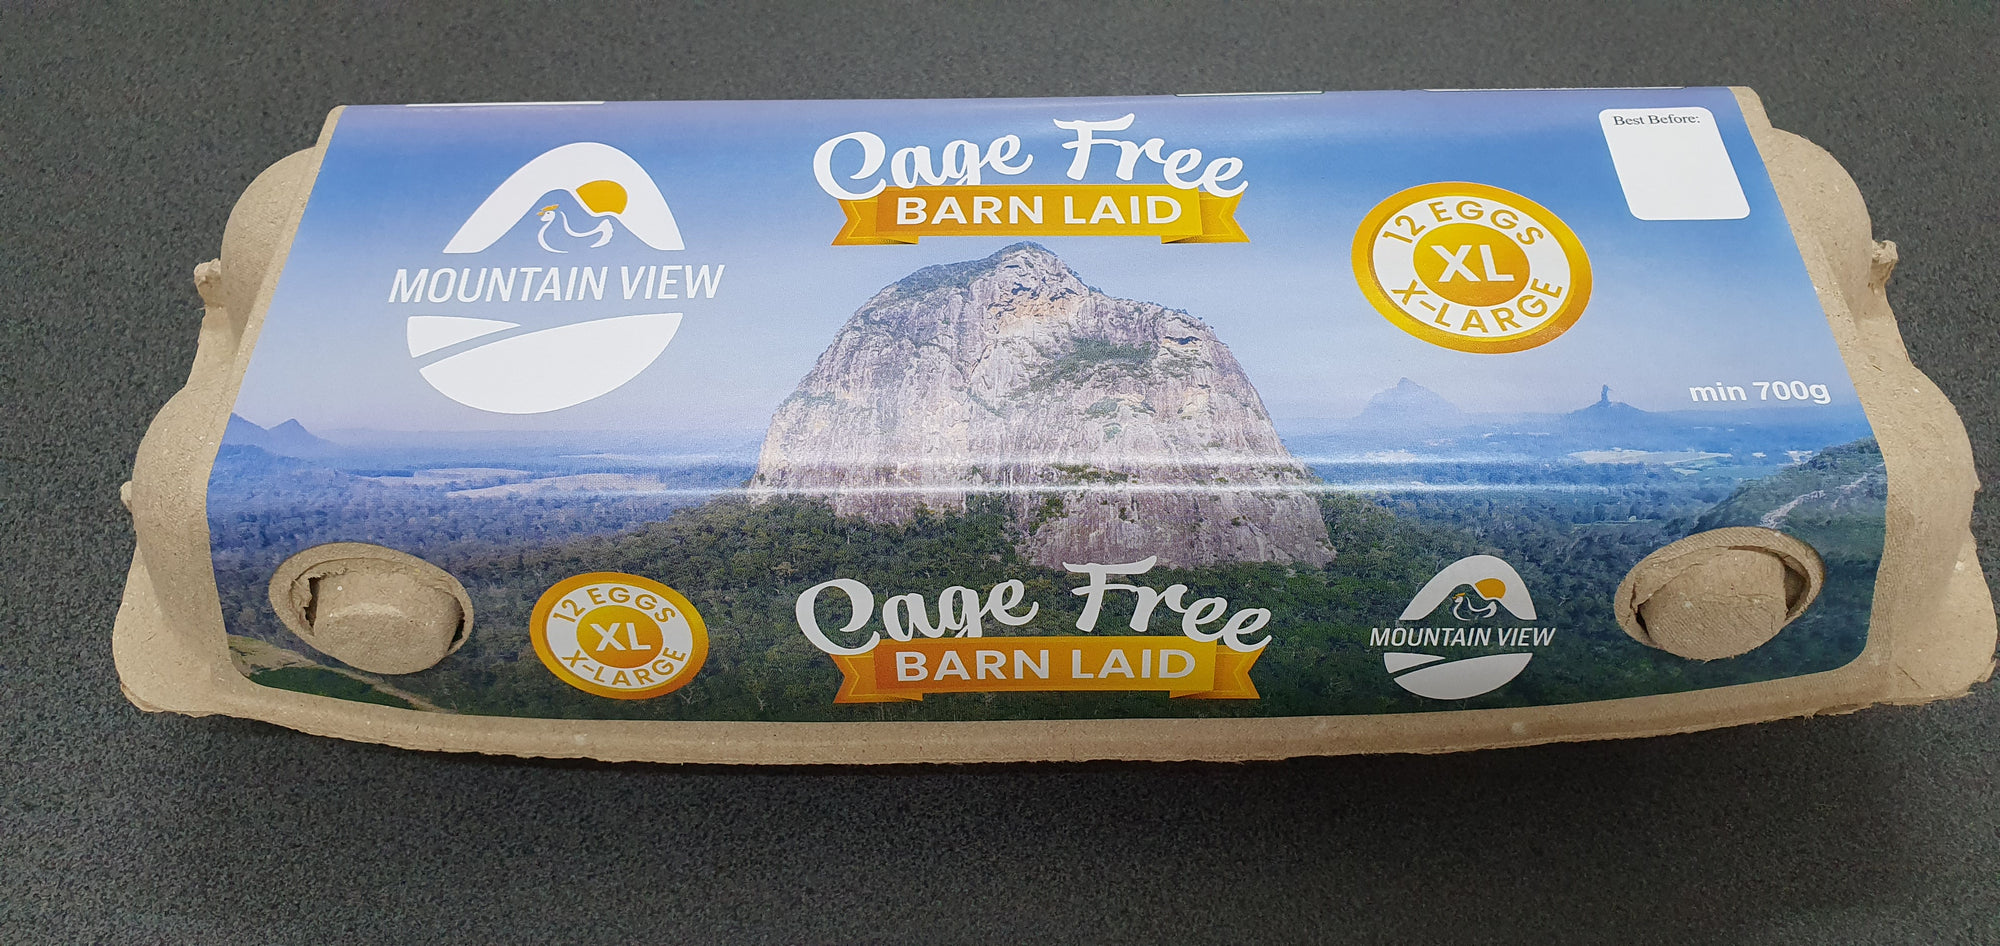 Cage Free
BARN LAID
Best Before:
MOUNTAIN VIEW
12 EGGS
XL
X-LARGE
min 700g
Cage Free
BARN LAID
12 EGGS
XL
X-LARGE
MOUNTAIN VIEW